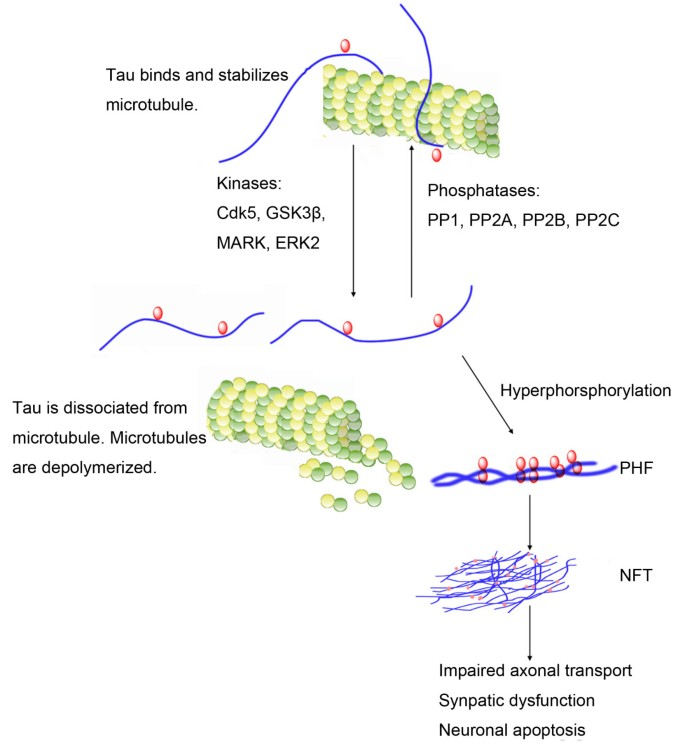 Tau binds and stabilizes
microtubule.
Kinases:
Cdk5, GSK3β,
MARK, ERK2
Phosphatases:
PP1, PP2A, PP2B, PP2C
Hyperphorsphorylation
Tau is dissociated from
microtubule. Microtubules
are depolymerized.
PHF
NFT
Impaired axonal transport
Synpatic dysfunction
Neuronal apoptosis